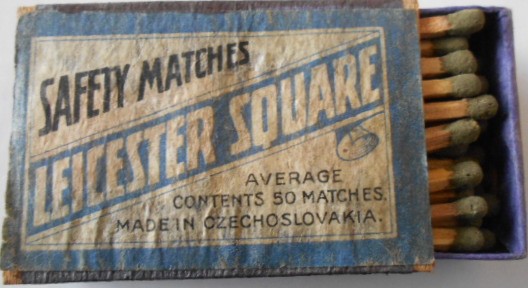 SAFETY MATCHES
LEICESTER SQUARE
AVERAGE
CONTENTS 50 MATCHES.
MADE IN CZECHOSLOVAKIA.